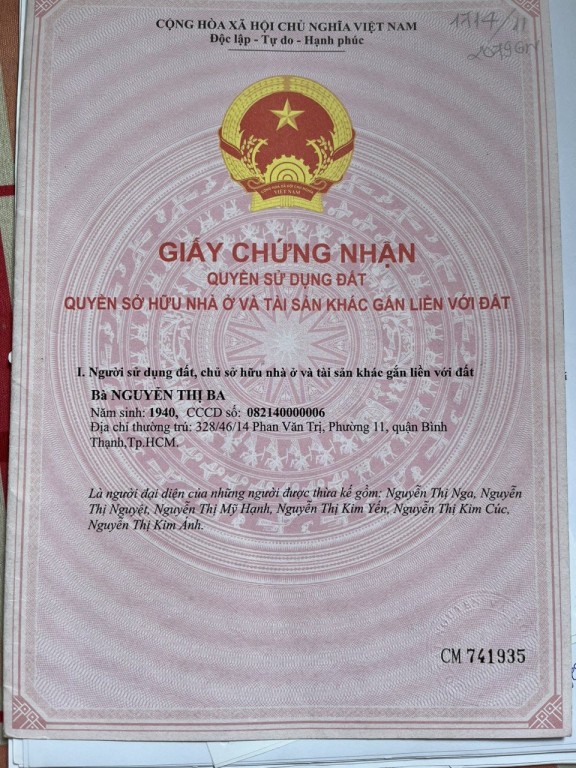 CỘNG HÒA XÃ HỘI CHỦ NGHĨA VIỆT NAM
Độc lập - Tự do - Hạnh phúc
1714/11
VIỆT NAM
GIẤY CHỨNG NHẬN
QUYỀN SỬ DỤNG ĐẤT
QUYỀN SỞ HỮU NHÀ Ở VÀ TÀI SẢN KHÁC GẮN LIỀN VỚI ĐẤT
I. Người sử dụng đất, chủ sở hữu nhà ở và tài sản khác gắn liền với đất
Bà NGUYỄN THỊ BA
Năm sinh: 1940, CCCD số: 082140000006
Địa chỉ thường trú: 328/46/14 Phan Văn Trị, Phường 11, quận Bình
Thạnh,Tp.HCM.
Là người đại diện của những người được thừa kế gồm; Nguyễn Thị Nga, Nguyễn
Thị Nguyệt, Nguyễn Thị Mỹ Hạnh, Nguyễn Thị Kim Yến, Nguyễn Thị Kim Cúc,
Nguyễn Thị Kim Ánh.
CM 741935